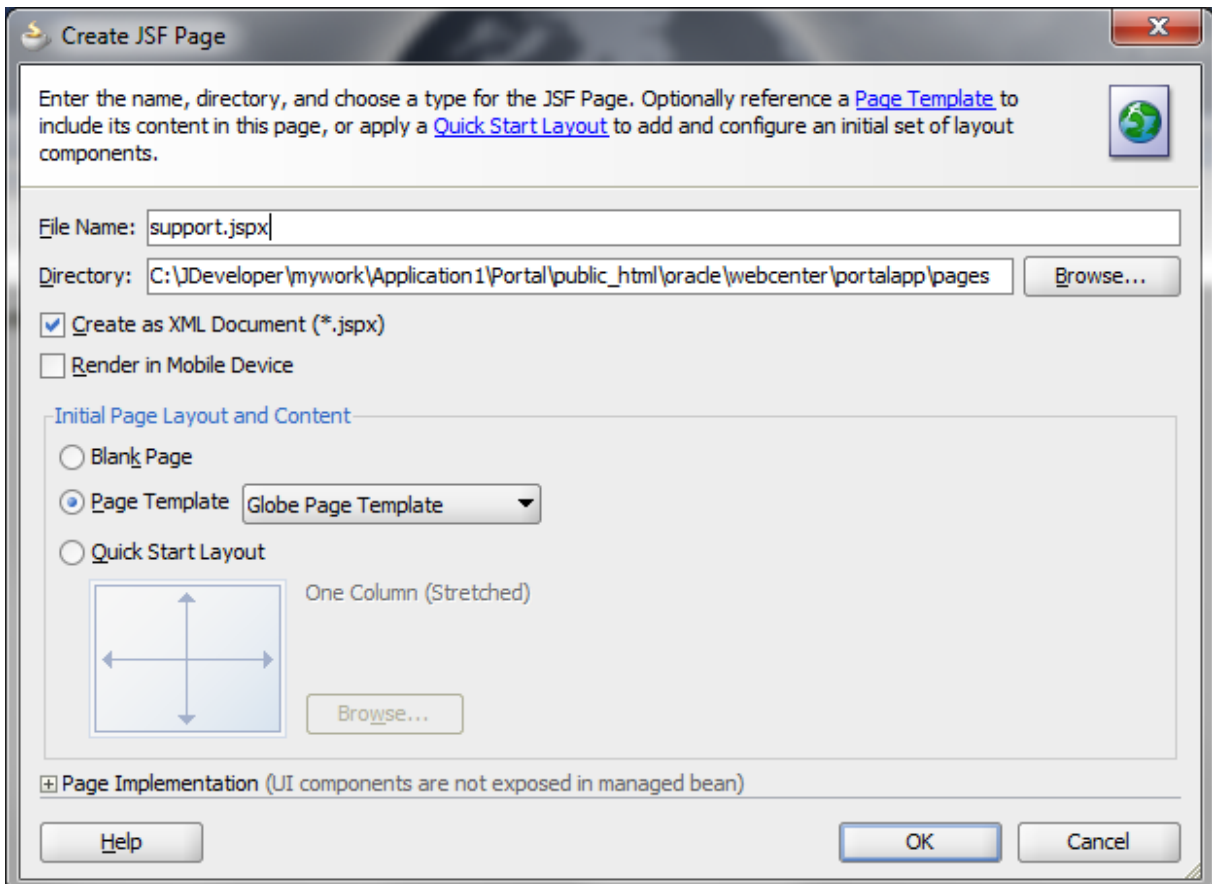 Create JSF Page
Enter the name, directory, and choose a type for the JSF Page. Optionally reference a Page Template to
include its content in this page, or apply a Quick Start Layout to add and configure an initial set of layout
components.
File Name: support.jspx
Directory: C:\JDeveloper\mywork\Application1\Portal\public_html\oracle\webcenter\portalapp\pages Browse...
Create as XML Document (*.jspx)
Render in Mobile Device
Initial Page Layout and Content
Blank Page
Page Template Globe Page Template
Quick Start Layout
One Column (Stretched)
Browse...
Page Implementation (UI components are not exposed in managed bean)
Help OK Cancel